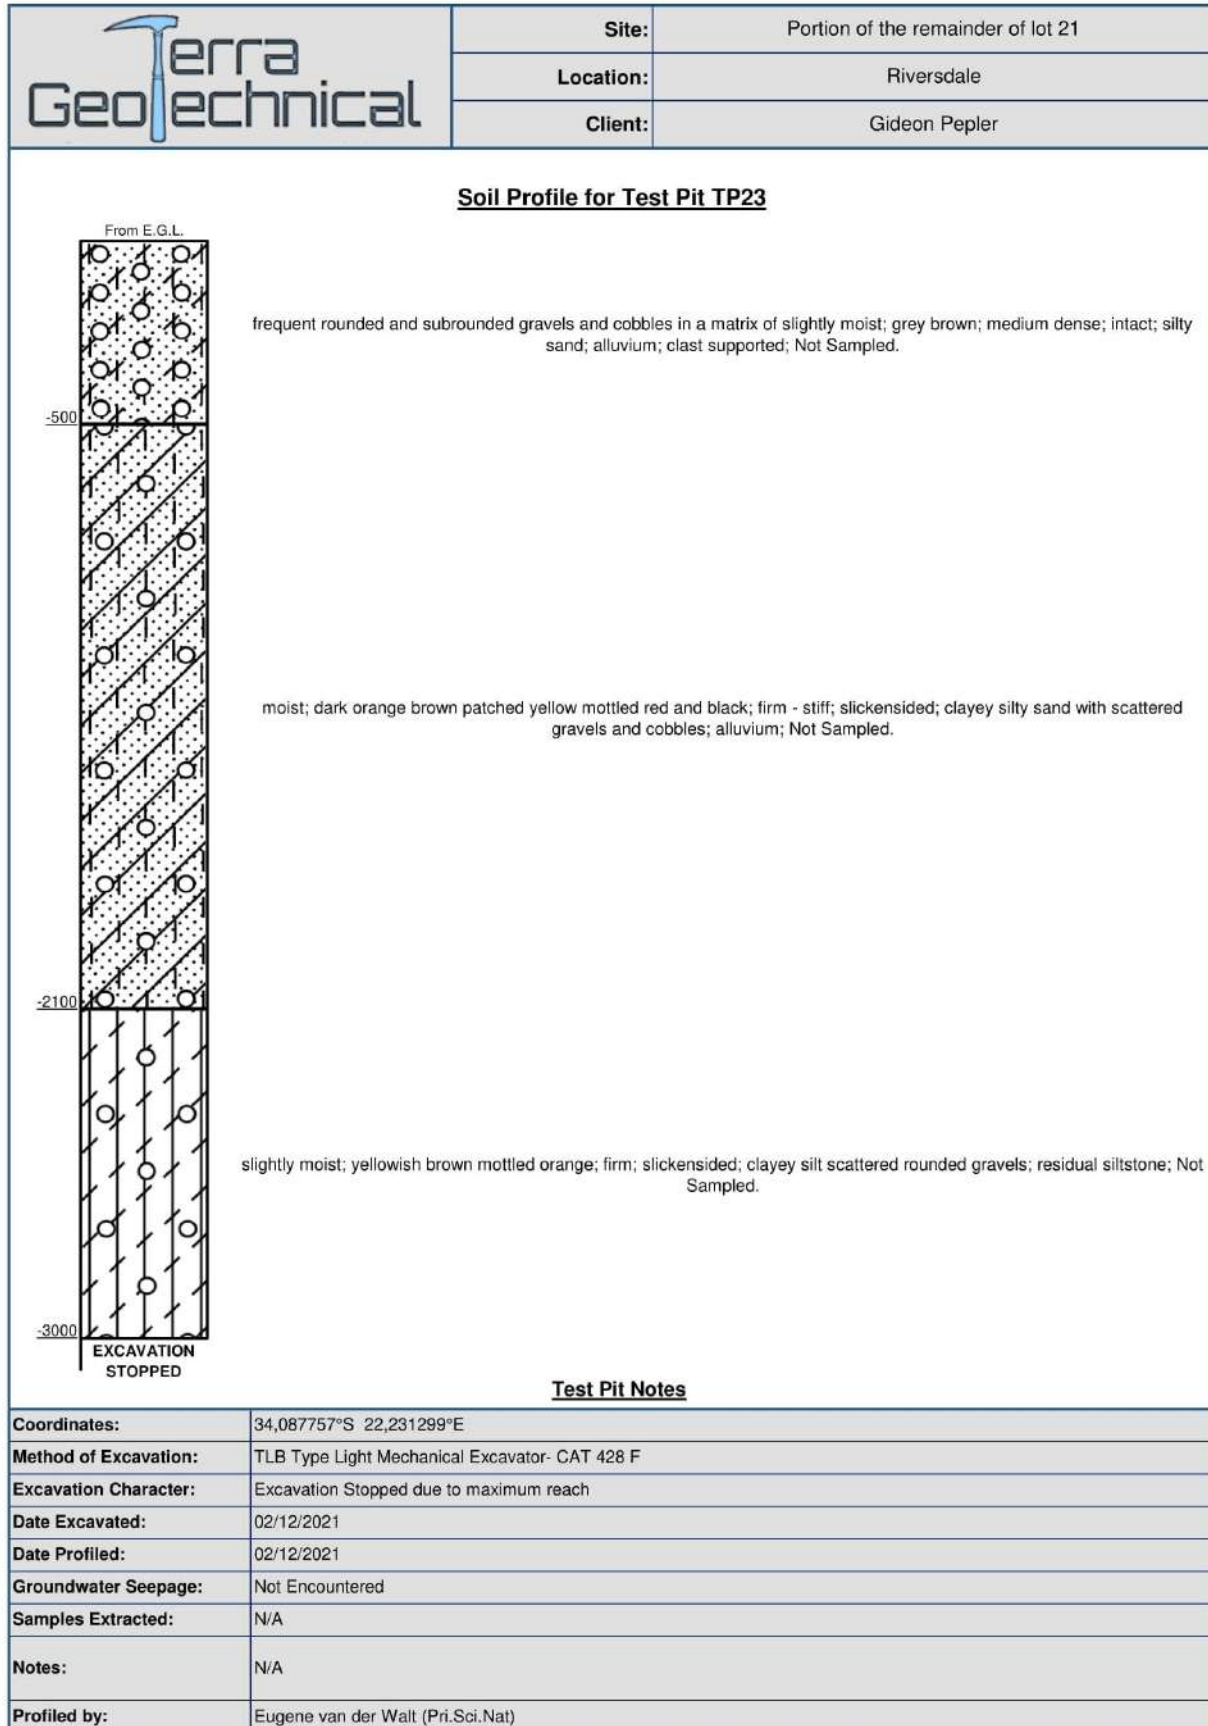 Terra
GeoTechnical
Site: Portion of the remainder of lot 21
Location: Riversdale
Client: Gideon Pepler
Soil Profile for Test Pit TP23
From E.G.L.
frequent rounded and subrounded gravels and cobbles in a matrix of slightly moist; grey brown; medium dense; intact; silty
sand; alluvium; clast supported; Not Sampled.
-500
moist; dark orange brown patched yellow mottled red and black; firm - stiff; slickensided; clayey silty sand with scattered
gravels and cobbles; alluvium; Not Sampled.
-2100
slightly moist; yellowish brown mottled orange; firm; slickensided; clayey silt scattered rounded gravels; residual siltstone; Not
Sampled.
-3000
EXCAVATION
STOPPED
Test Pit Notes
Coordinates: 34,087757°S 22,231299°E
Method of Excavation: TLB Type Light Mechanical Excavator- CAT 428 F
Excavation Character: Excavation Stopped due to maximum reach
Date Excavated: 02/12/2021
Date Profiled: 02/12/2021
Groundwater Seepage: Not Encountered
Samples Extracted: N/A
Notes: N/A
Profiled by: Eugene van der Walt (Pri.Sci.Nat)